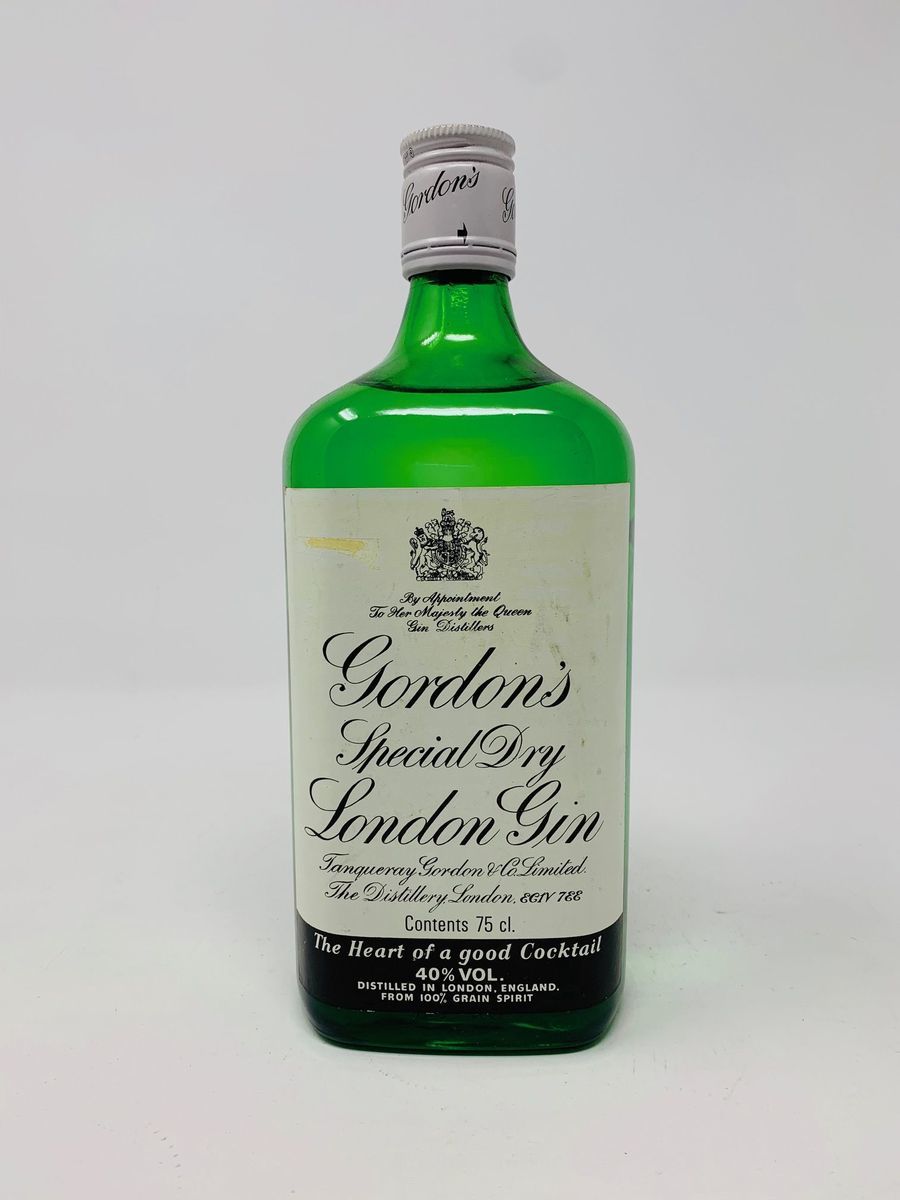 Gordon's
By Appointment
To Her Majesty the Queen
Gin Distillers
Gordon's
Special Dry
London Gin
Tanqueray Gordon & Co. Limited.
The Distillery, London, EC1V 7EE
Contents 75 cl.
The Heart of a good Cocktail
40% VOL.
DISTILLED IN LONDON, ENGLAND.
FROM 100% GRAIN SPIRIT